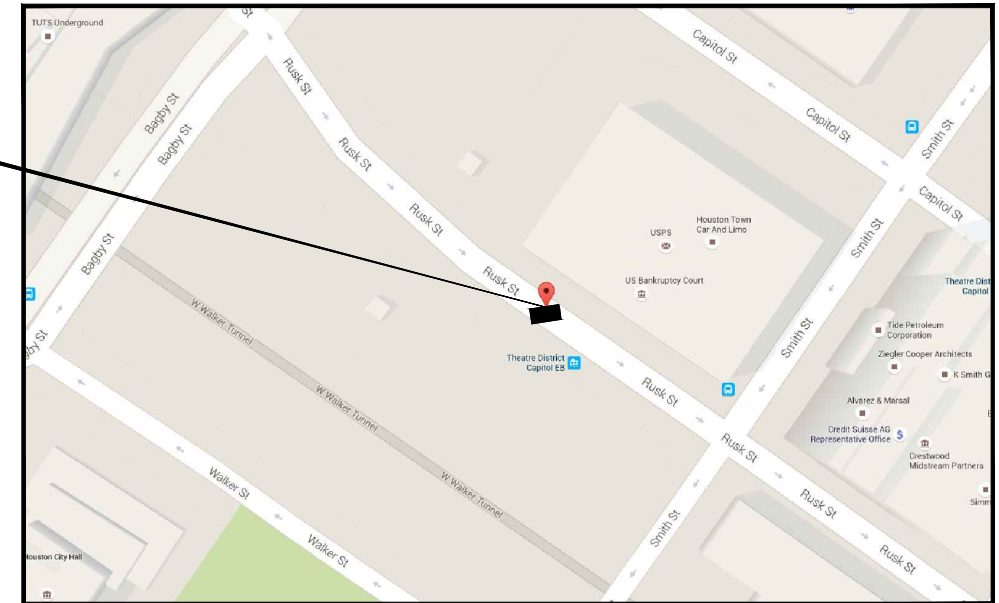 TUTS Underground
St
Rusk St
Capitol St
Bagby St
Bagby St
Capitol St
Smith St
Rusk St
Capitol St
Rusk St
Houston Town
Car And Limo
USPS
Smith St
Bagby St
Rusk St
US Bankruptcy Court
Theatre Dist
Capitol
W Walker Tunnel
Tide Petroleum
Corporation
Smith St
gby St
Theatre District
Capitol EB
Ziegler Cooper Architects
K Smith G
Rusk St
W Walker Tunnel
Alvarez & Marsal
E
Credit Suisse AG
Representative Office
Rusk St
Crestwood
Midstream Partners
Walker St
W Walker Tunnel
Rusk St
Simm
Smith St
Walker St
Rusk St
Houston City Hall